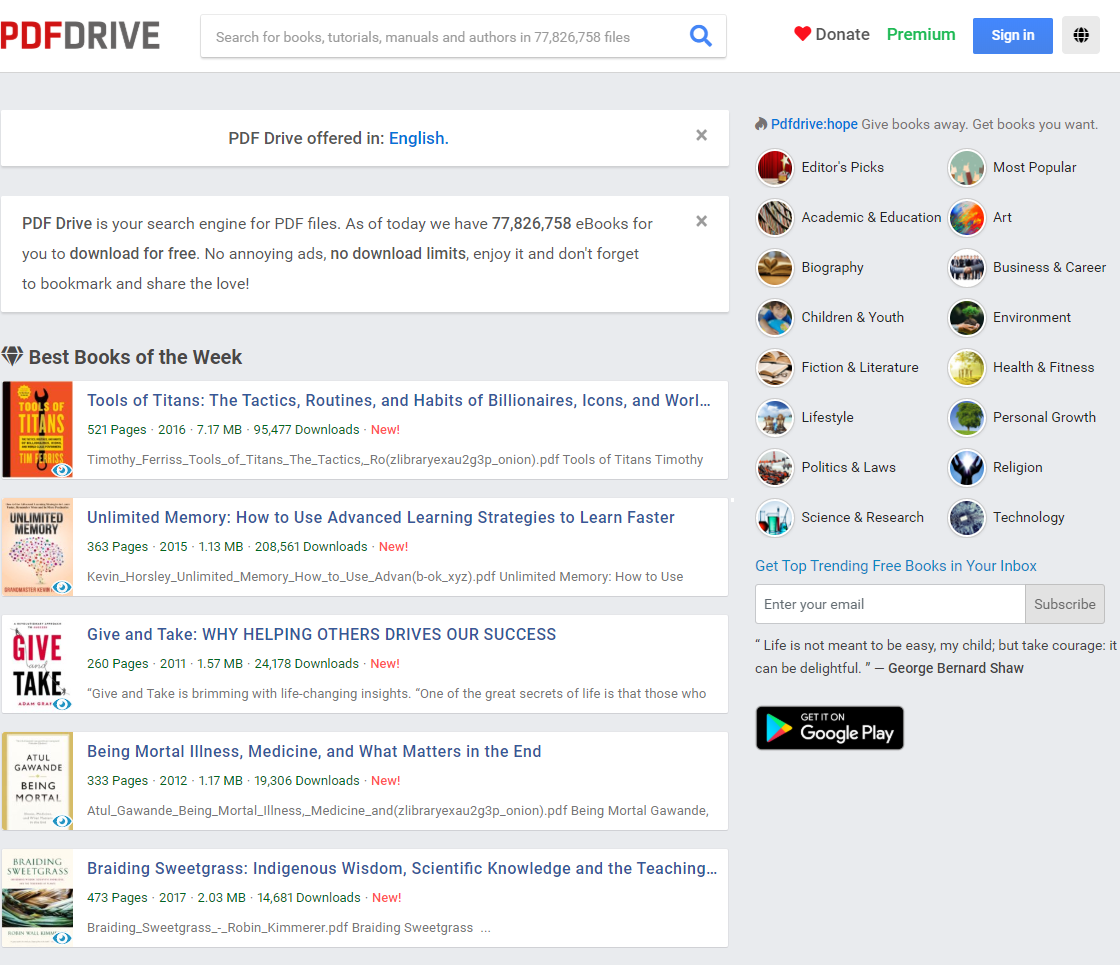 PDFDRIVE
Search for books, tutorials, manuals and authors in 77,826,758 files
Donate
Premium
Sign in
PDF Drive offered in: English.
×
PDF Drive is your search engine for PDF files. As of today we have 77,826,758 eBooks for
you to download for free. No annoying ads, no download limits, enjoy it and don't forget
to bookmark and share the love!
×
Best Books of the Week
TOOLS OF
TITANS
TIM FERRISS
Tools of Titans: The Tactics, Routines, and Habits of Billionaires, Icons, and Worl...
521 Pages · 2016 · 7.17 MB · 95,477 Downloads · New!
Timothy_Ferriss_Tools_of_Titans_The_Tactics,_Ro(zlibraryexau2g3p_onion).pdf Tools of Titans Timothy
UNLIMITED
MEMORY
Unlimited Memory: How to Use Advanced Learning Strategies to Learn Faster
363 Pages · 2015 · 1.13 MB · 208,561 Downloads · New!
Kevin_Horsley_Unlimited_Memory_How_to_Use_Advan(b-ok_xyz).pdf Unlimited Memory: How to Use
GIVE
and
TAKE
Give and Take: WHY HELPING OTHERS DRIVES OUR SUCCESS
260 Pages · 2011 · 1.57 MB · 24,178 Downloads · New!
“Give and Take is brimming with life-changing insights. “One of the great secrets of life is that those who
ATUL
GAWANDE
BEING
MORTAL
Being Mortal Illness, Medicine, and What Matters in the End
333 Pages · 2012 · 1.17 MB · 19,306 Downloads · New!
Atul_Gawande_Being_Mortal_Illness,_Medicine_and(zlibraryexau2g3p_onion).pdf Being Mortal Gawande,
BRAIDING
SWEETGRASS
Braiding Sweetgrass: Indigenous Wisdom, Scientific Knowledge and the Teaching...
473 Pages · 2017 · 2.03 MB · 14,681 Downloads · New!
Braiding_Sweetgrass_-_Robin_Kimmerer.pdf Braiding Sweetgrass ...
Pdfdrive:hope Give books away. Get books you want.
Editor's Picks
Most Popular
Academic & Education
Art
Biography
Business & Career
Children & Youth
Environment
Fiction & Literature
Health & Fitness
Lifestyle
Personal Growth
Politics & Laws
Religion
Science & Research
Technology
Get Top Trending Free Books in Your Inbox
Enter your email
Subscribe
“ Life is not meant to be easy, my child; but take courage: it
can be delightful. ” ― George Bernard Shaw
GET IT ON
Google Play